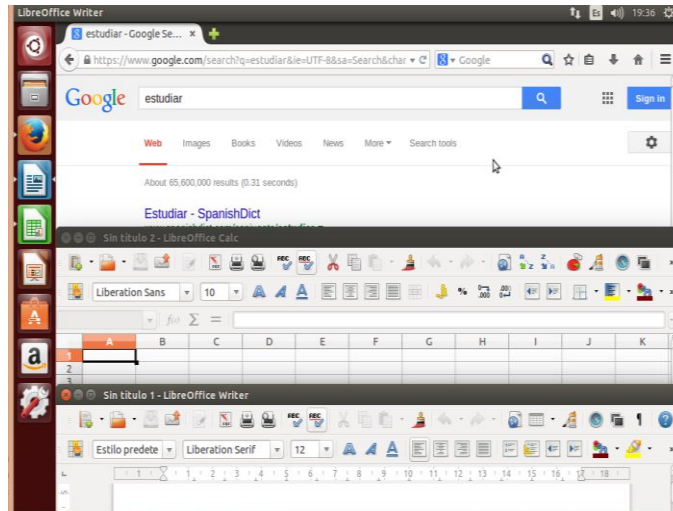 LibreOffice Writer Es 19:36
estudiar - Google Se...
https://www.google.com/search?q=estudiar&ie=UTF-8&sa=Search&char Google
Google estudiar Sign in
Web Images Books Videos News More Search tools
About 65,600,000 results (0.31 seconds)
Estudiar - SpanishDict
Sin título 2 - LibreOffice Calc
Liberation Sans 10
A B C D E F G H I J K
1
2
3
Sin título 1 - LibreOffice Writer
Estilo predete Liberation Serif 12
1 1 2 3 4 5 6 7 8 9 10 11 12 13 14 15 16 17 18